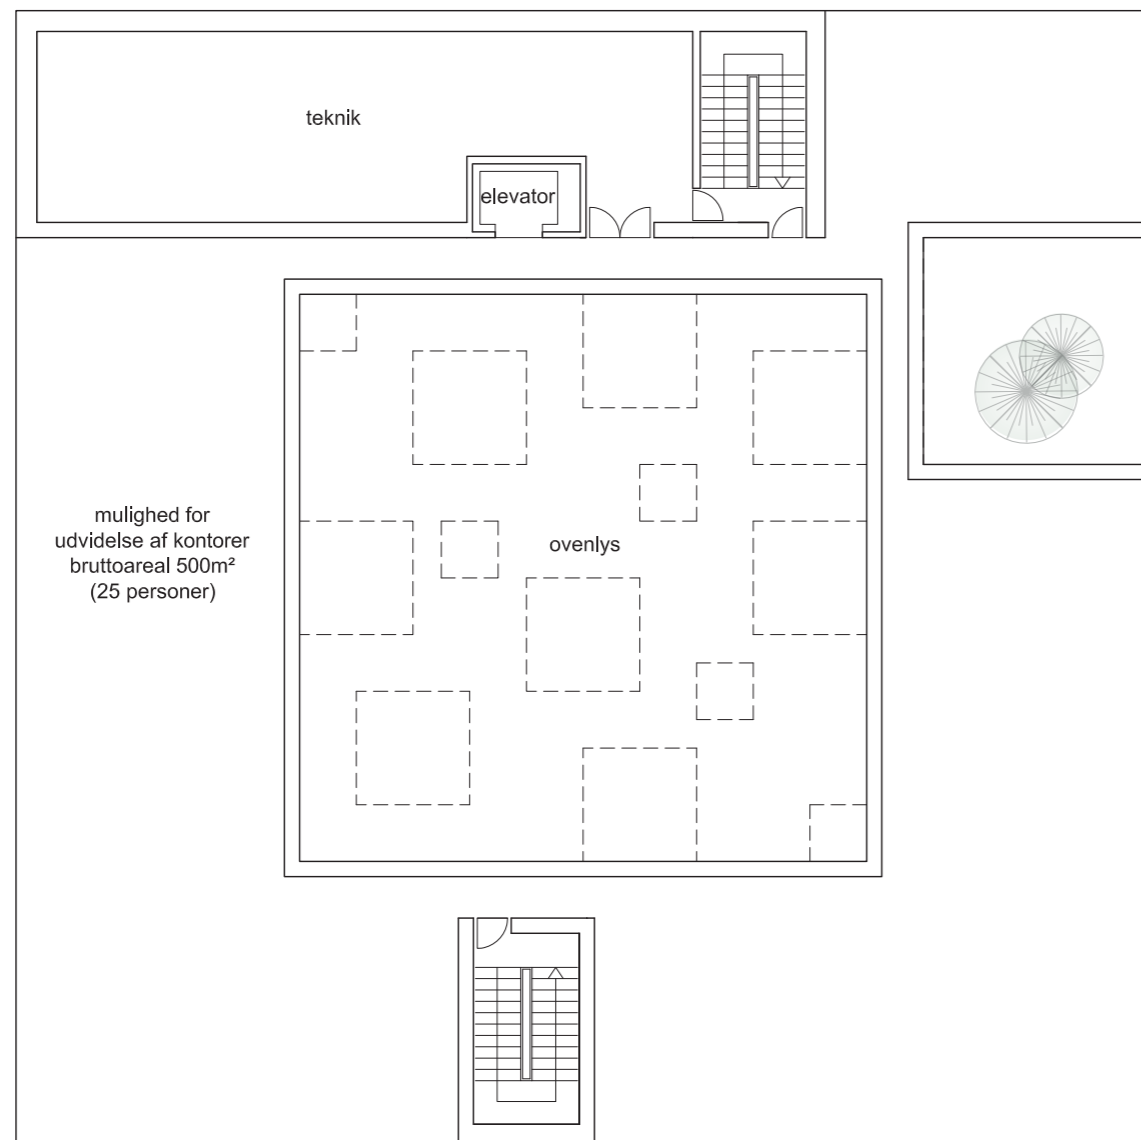 teknik
elevator
mulighed for
udvidelse af kontorer
bruttoareal 500m²
(25 personer)
ovenlys